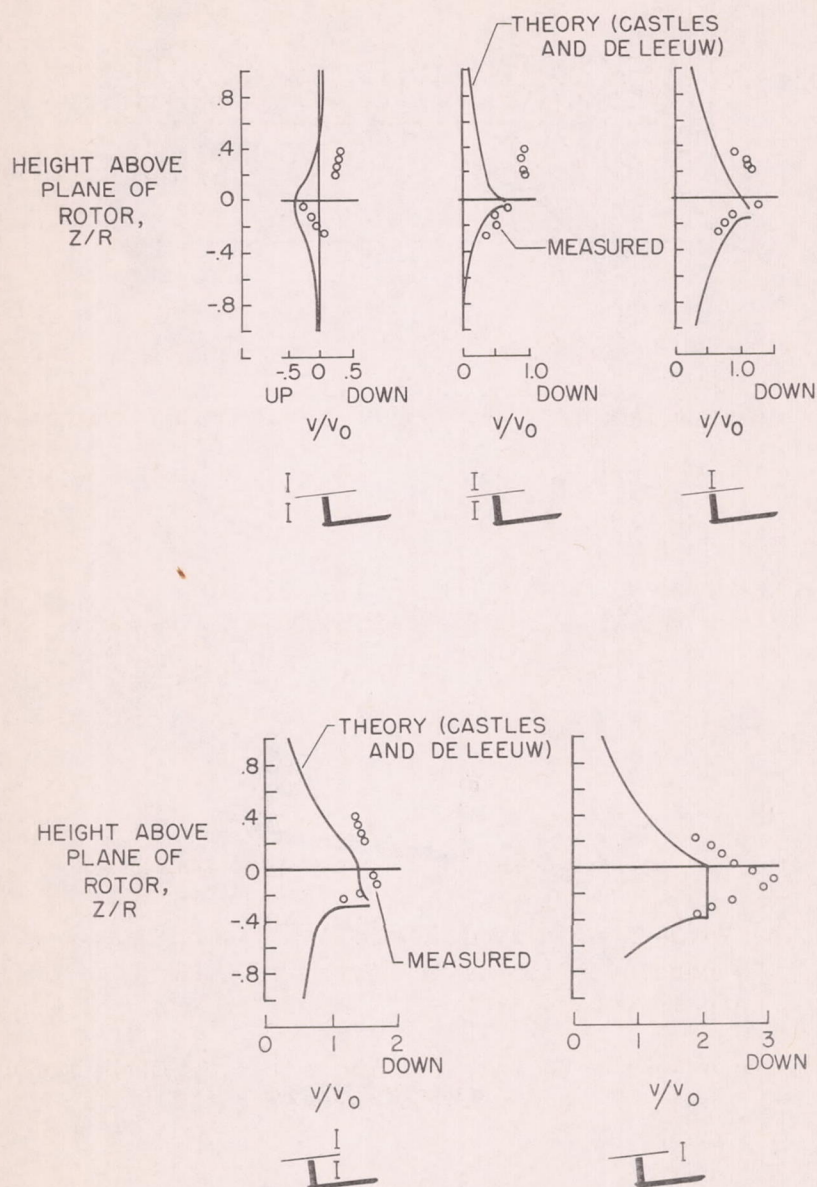 THEORY (CASTLES
AND DE LEEUW)
HEIGHT ABOVE
PLANE OF
ROTOR,
Z/R
.8
.4
0
-.4
-.8
MEASURED
-.5 0 .5
UP DOWN
v/v0
0 1.0
DOWN
v/v0
0 1.0
DOWN
v/v0
THEORY (CASTLES
AND DE LEEUW)
HEIGHT ABOVE
PLANE OF
ROTOR,
Z/R
.8
.4
0
-.4
-.8
MEASURED
0 1 2
DOWN
v/v0
0 1 2 3
DOWN
v/v0